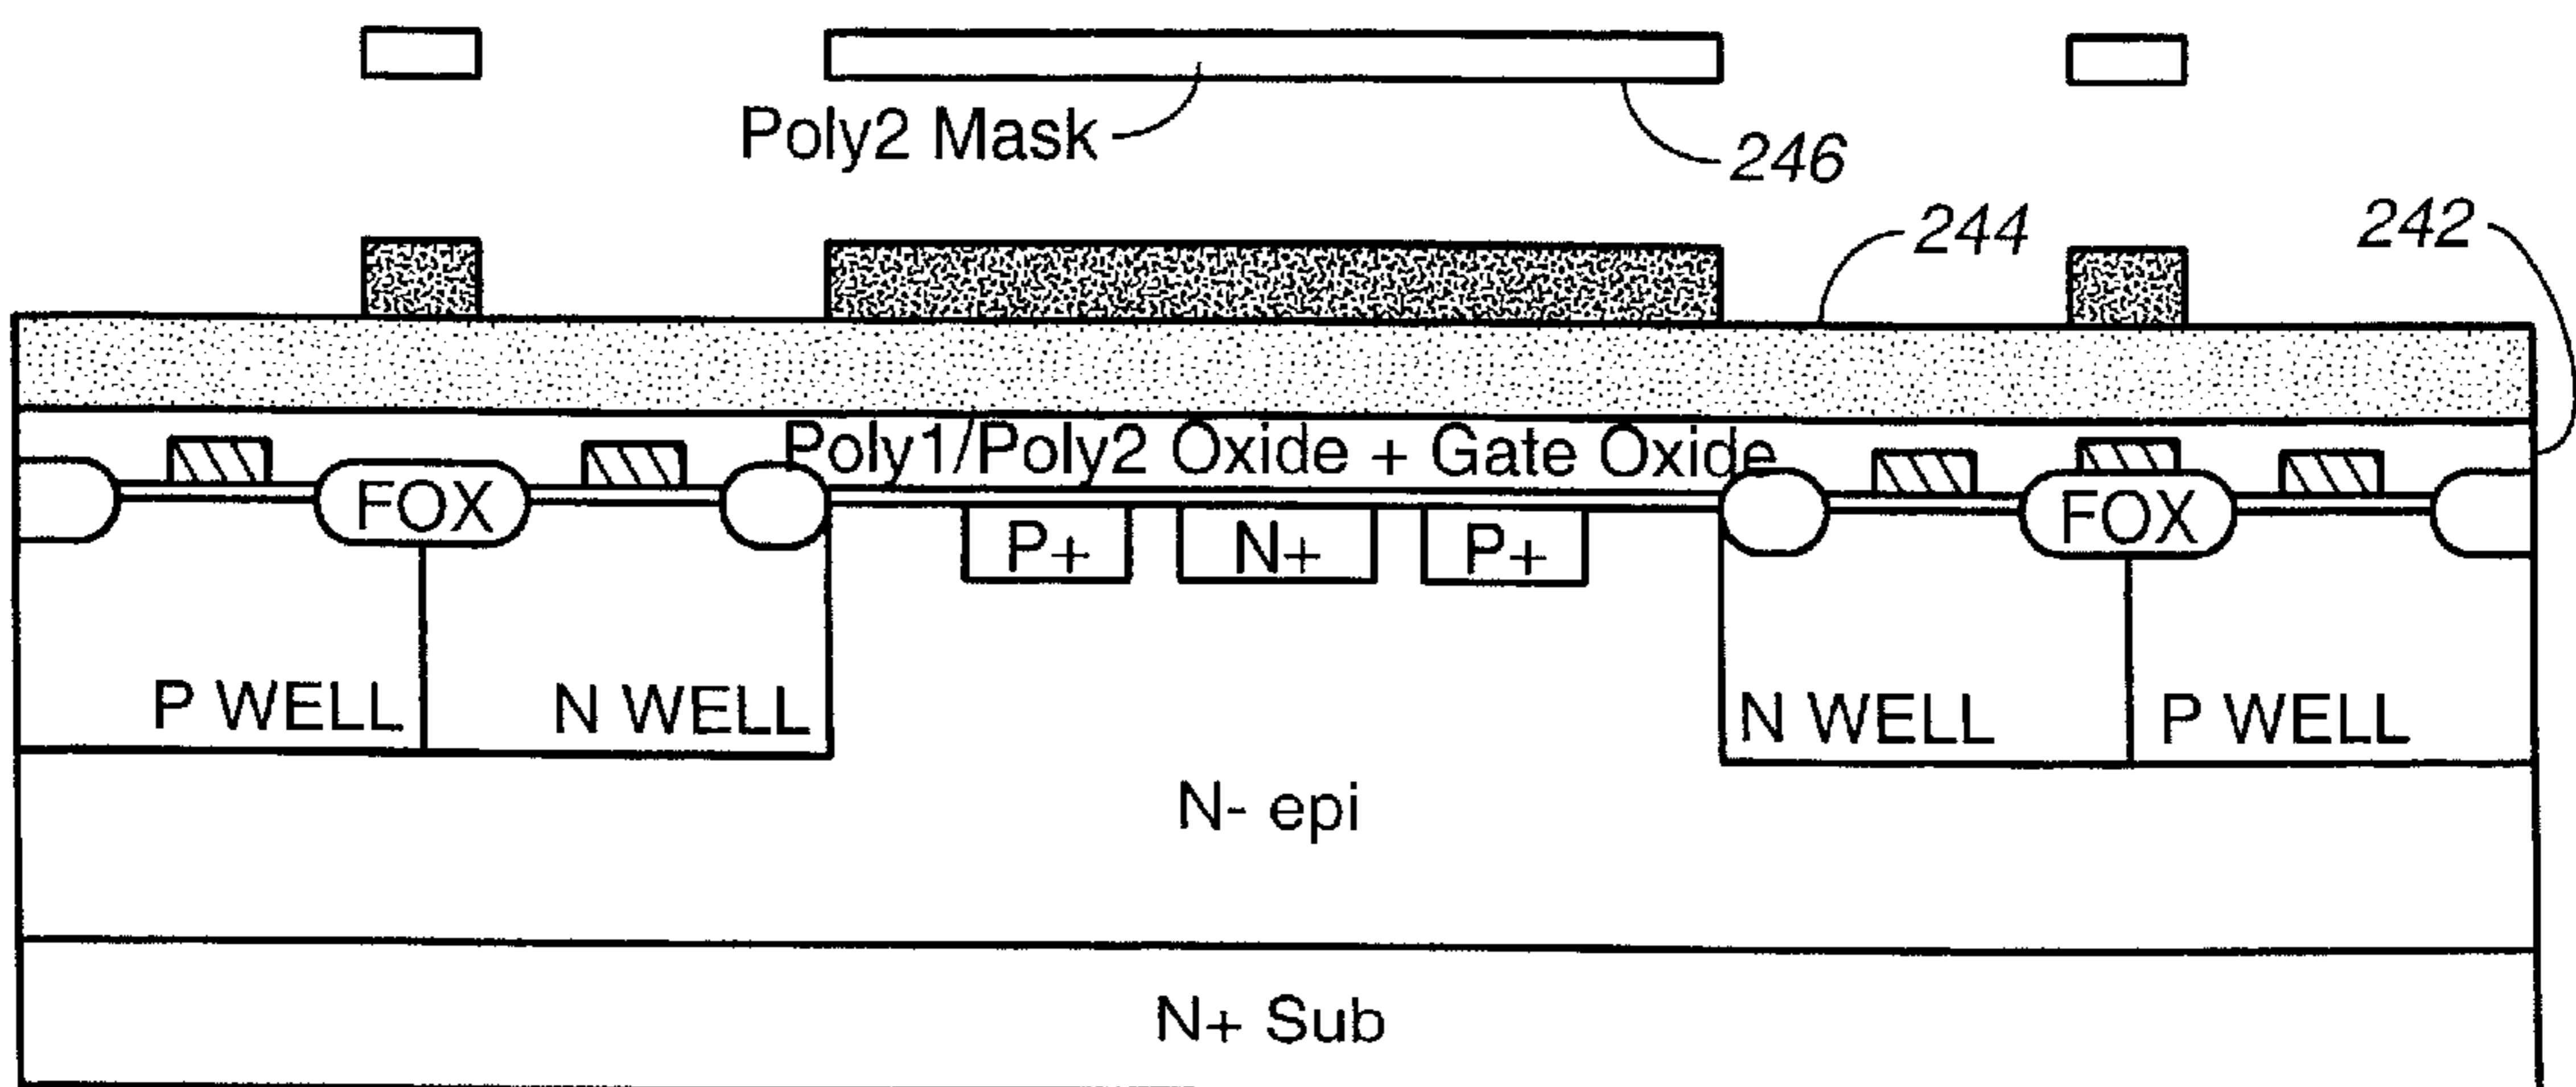 Poly2 Mask
246
244
242
Poly1/Poly2 Oxide + Gate Oxide
FOX
FOX
P+
N+
P+
P WELL
N WELL
N WELL
P WELL
N- epi
N+ Sub